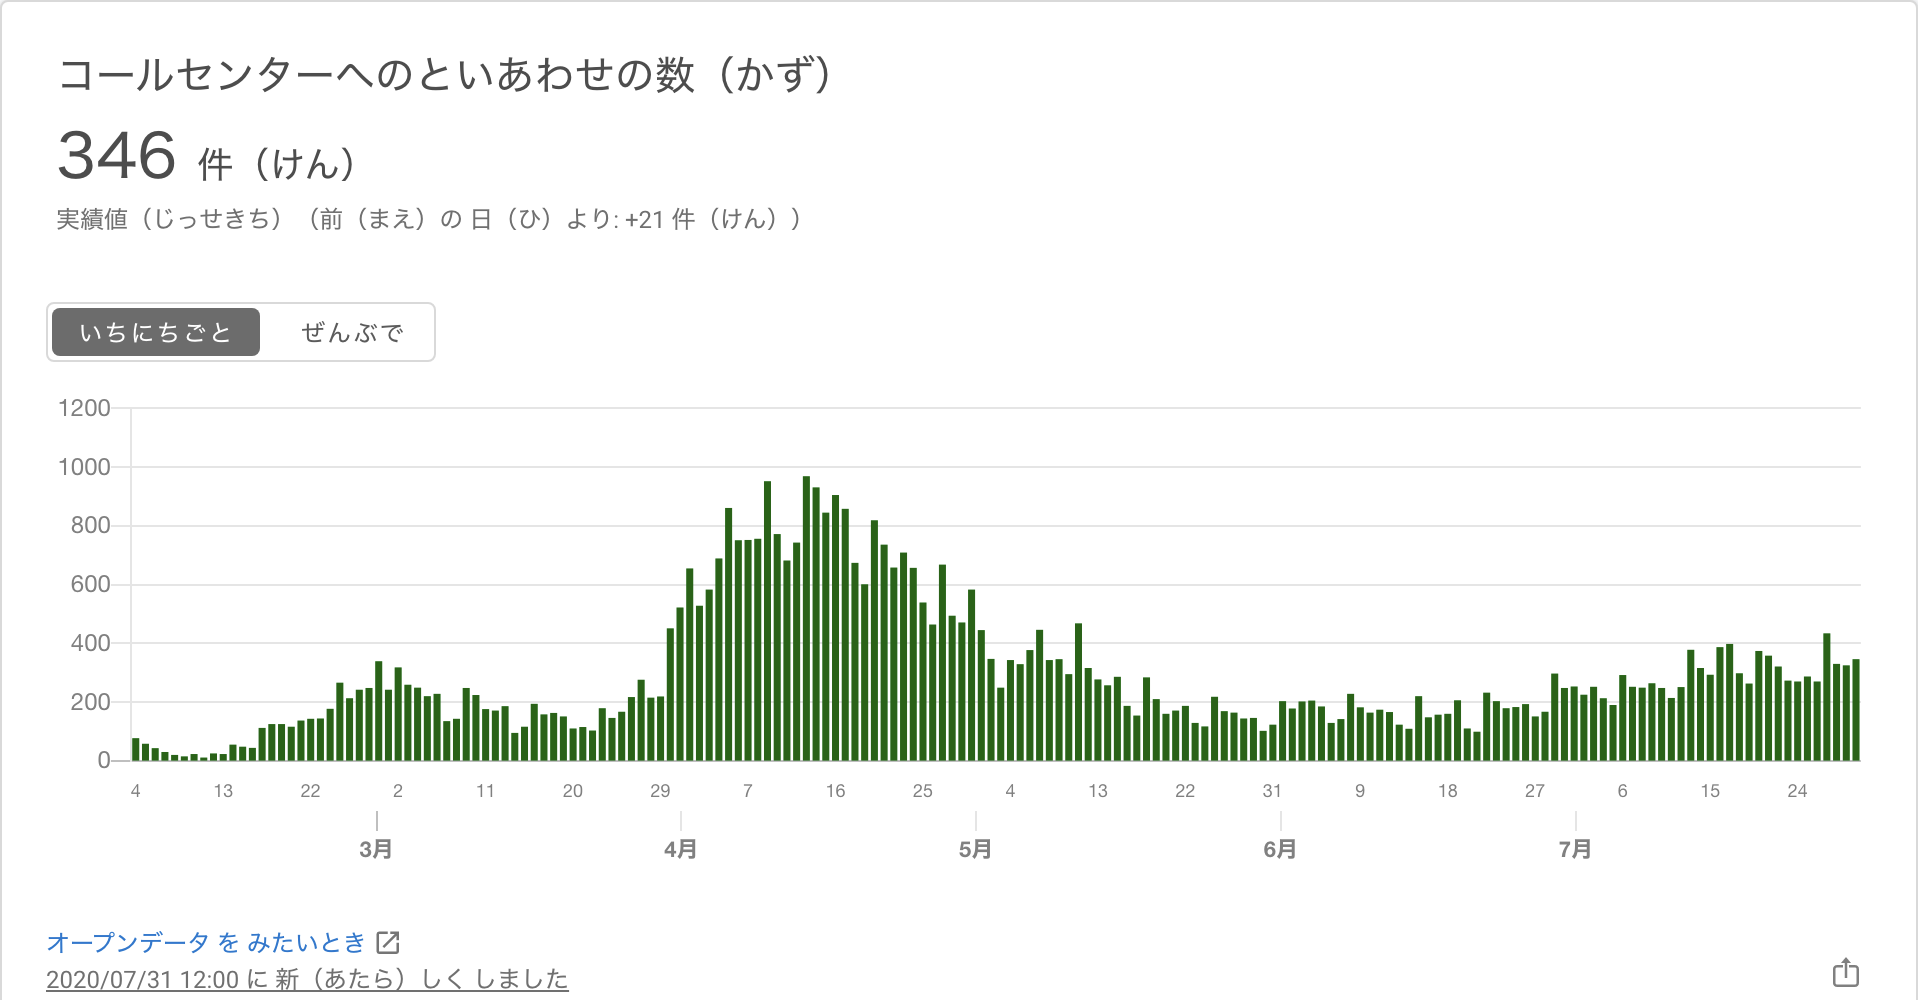 コールセンターへのといあわせの数（かず）
346 件（けん）
実績値（じっせきち）（前（まえ）の 日（ひ）より: +21 件（けん））
いちにちごと ぜんぶで
1200
1000
800
600
400
200
0
4 13 22 2 11 20 29 7 16 25 4 13 22 31 9 18 27 6 15 24
3月 4月 5月 6月 7月
オープンデータ を みたいとき
2020/07/31 12:00 に 新（あたら）しく しました